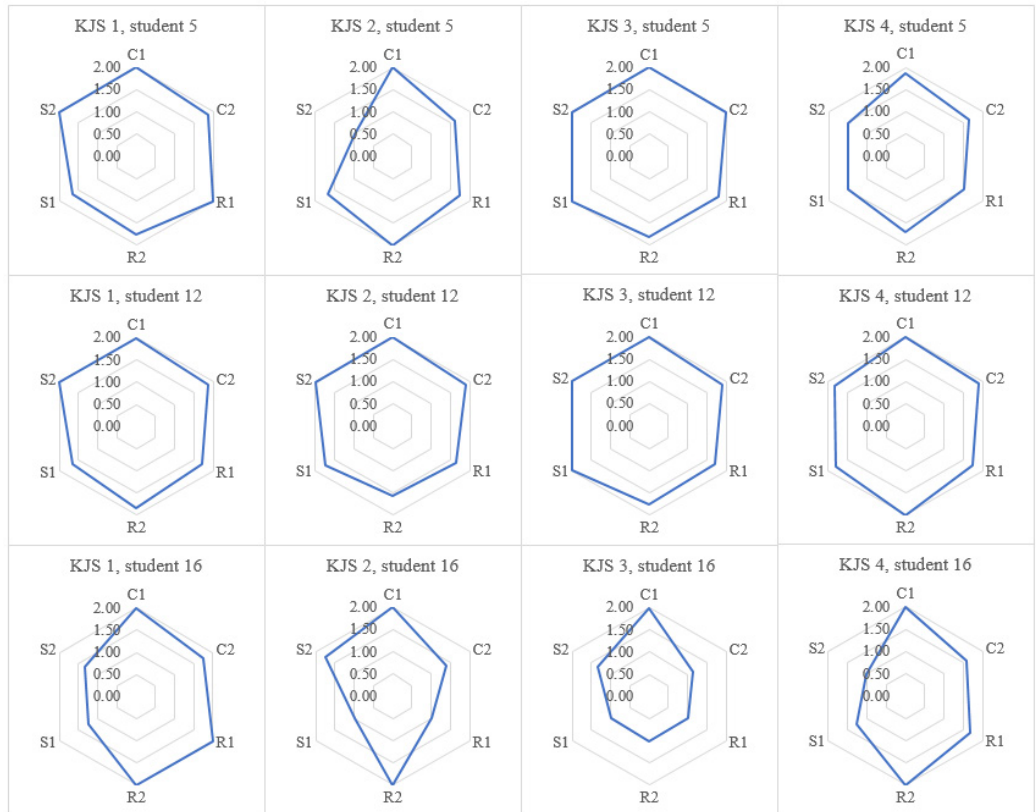 KJS 1, student 5
C1
2.00
S2
1.50
C2
1.00
0.50
0.00
S1
R1
R2
KJS 2, student 5
C1
2.00
S2
1.50
C2
1.00
0.50
0.00
S1
R1
R2
KJS 3, student 5
C1
2.00
S2
1.50
C2
1.00
0.50
0.00
S1
R1
R2
KJS 4, student 5
C1
2.00
S2
1.50
C2
1.00
0.50
0.00
S1
R1
R2
KJS 1, student 12
C1
2.00
S2
1.50
C2
1.00
0.50
0.00
S1
R1
R2
KJS 2, student 12
C1
2.00
S2
1.50
C2
1.00
0.50
0.00
S1
R1
R2
KJS 3, student 12
C1
2.00
S2
1.50
C2
1.00
0.50
0.00
S1
R1
R2
KJS 4, student 12
C1
2.00
S2
1.50
C2
1.00
0.50
0.00
S1
R1
R2
KJS 1, student 16
C1
2.00
S2
1.50
C2
1.00
0.50
0.00
S1
R1
R2
KJS 2, student 16
C1
2.00
S2
1.50
C2
1.00
0.50
0.00
S1
R1
R2
KJS 3, student 16
C1
2.00
S2
1.50
C2
1.00
0.50
0.00
S1
R1
R2
KJS 4, student 16
C1
2.00
S2
1.50
C2
1.00
0.50
0.00
S1
R1
R2